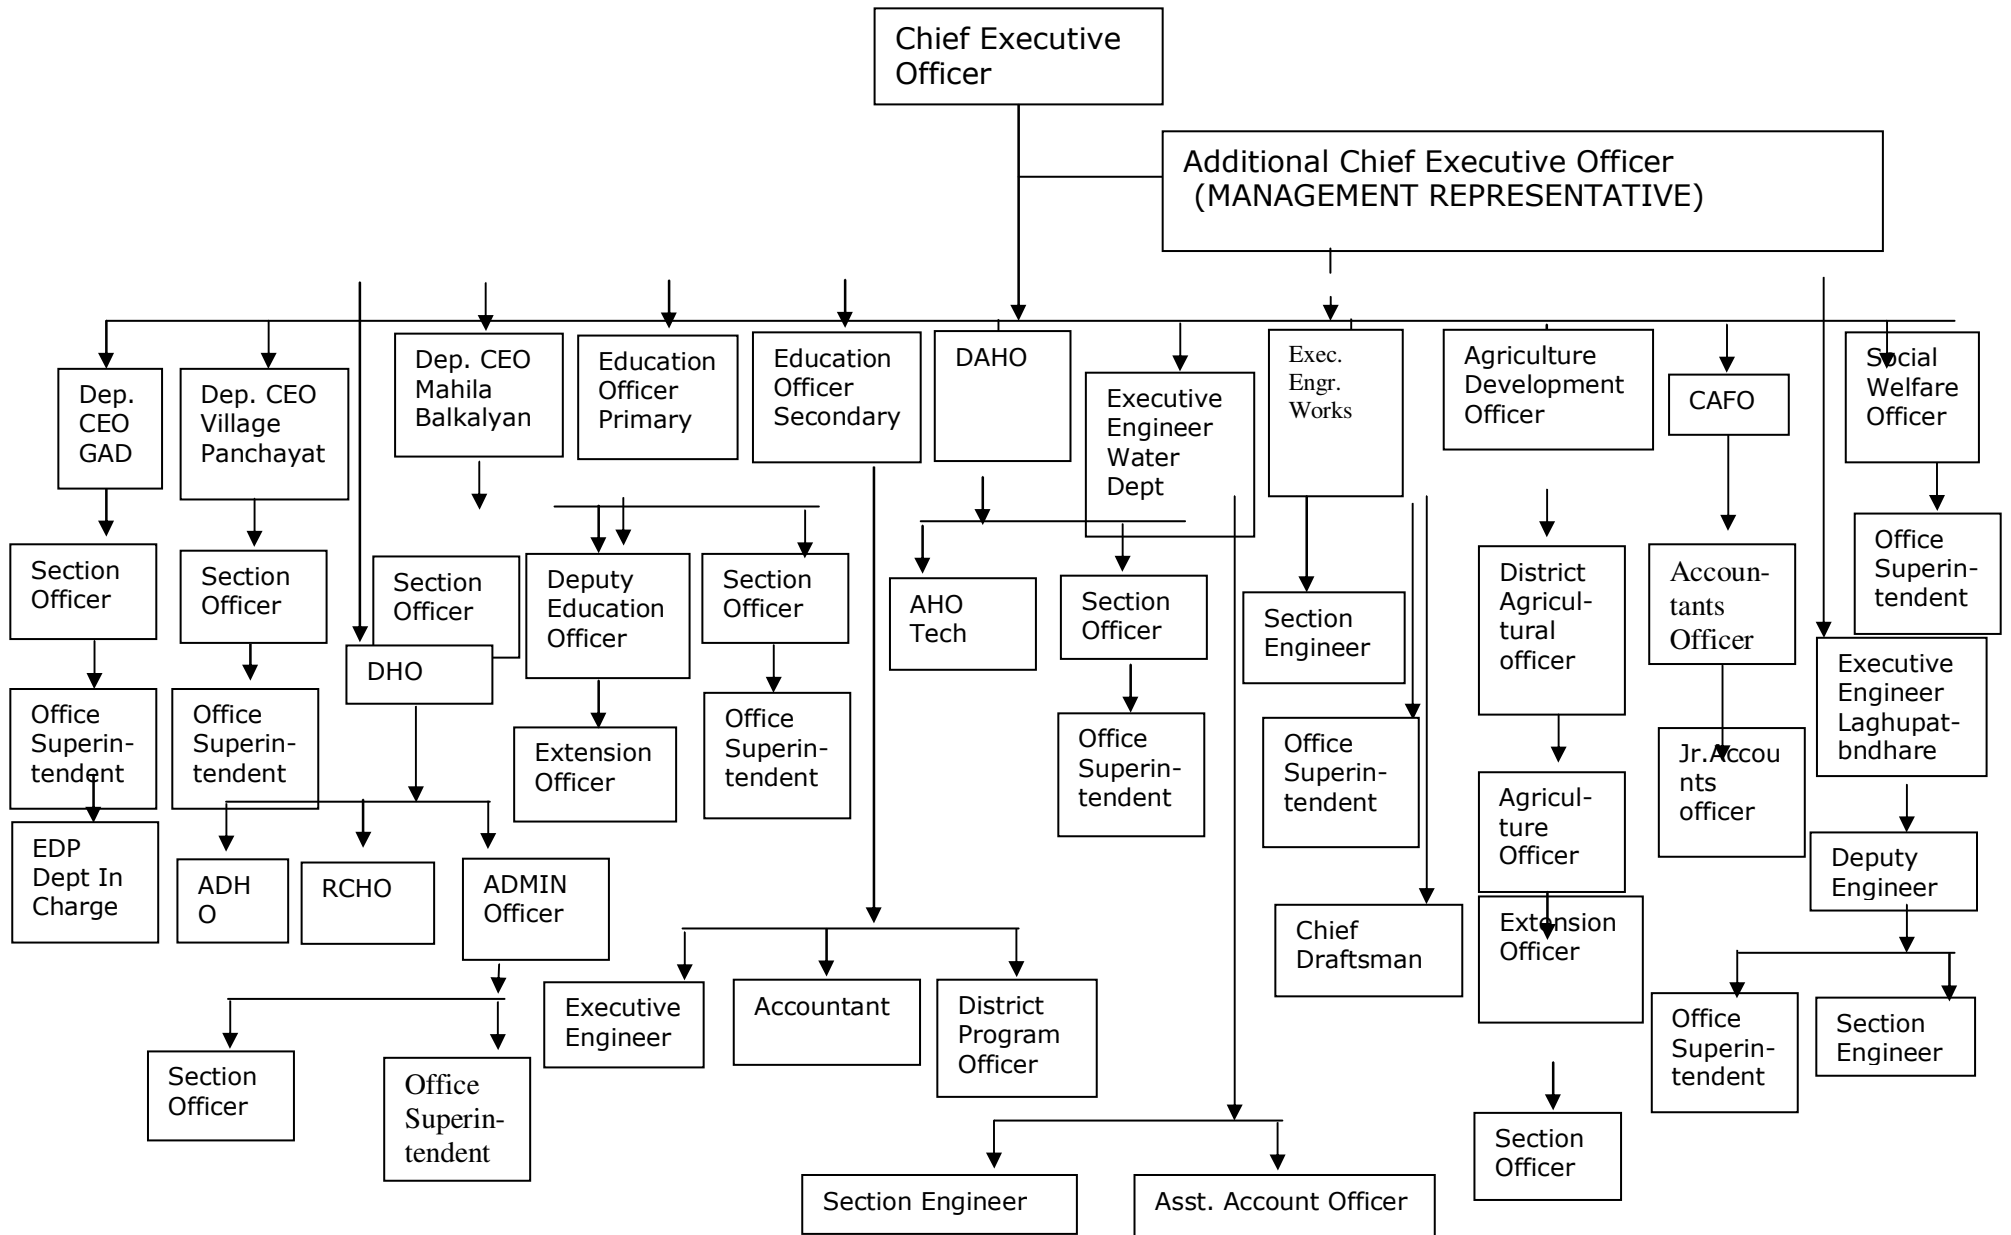 Chief Executive
Officer
Additional Chief Executive Officer
(MANAGEMENT REPRESENTATIVE)
Dep.
CEO
GAD
Dep. CEO
Village
Panchayat
Dep. CEO
Mahila
Balkalyan
Education
Officer
Primary
Education
Officer
Secondary
DAHO
Executive
Engineer
Water
Dept
Exec.
Engr.
Works
Agriculture
Development
Officer
CAFO
Social
Welfare
Officer
Section
Officer
Section
Officer
Section
Officer
DHO
Deputy
Education
Officer
Section
Officer
AHO
Tech
Section
Officer
Section
Engineer
District
Agricul-
tural
officer
Accoun-
tants
Officer
Office
Superin-
tendent
Executive
Engineer
Laghupat-
bndhare
Office
Superin-
tendent
Office
Superin-
tendent
Extension
Officer
Office
Superin-
tendent
Office
Superin-
tendent
Office
Superin-
tendent
Agricul-
ture
Officer
Jr.Accou
nts
officer
Deputy
Engineer
EDP
Dept In
Charge
ADH
O
RCHO
ADMIN
Officer
Chief
Draftsman
Extension
Officer
Executive
Engineer
Accountant
District
Program
Officer
Office
Superin-
tendent
Section
Engineer
Section
Officer
Office
Superin-
tendent
Section
Officer
Section Engineer
Asst. Account Officer